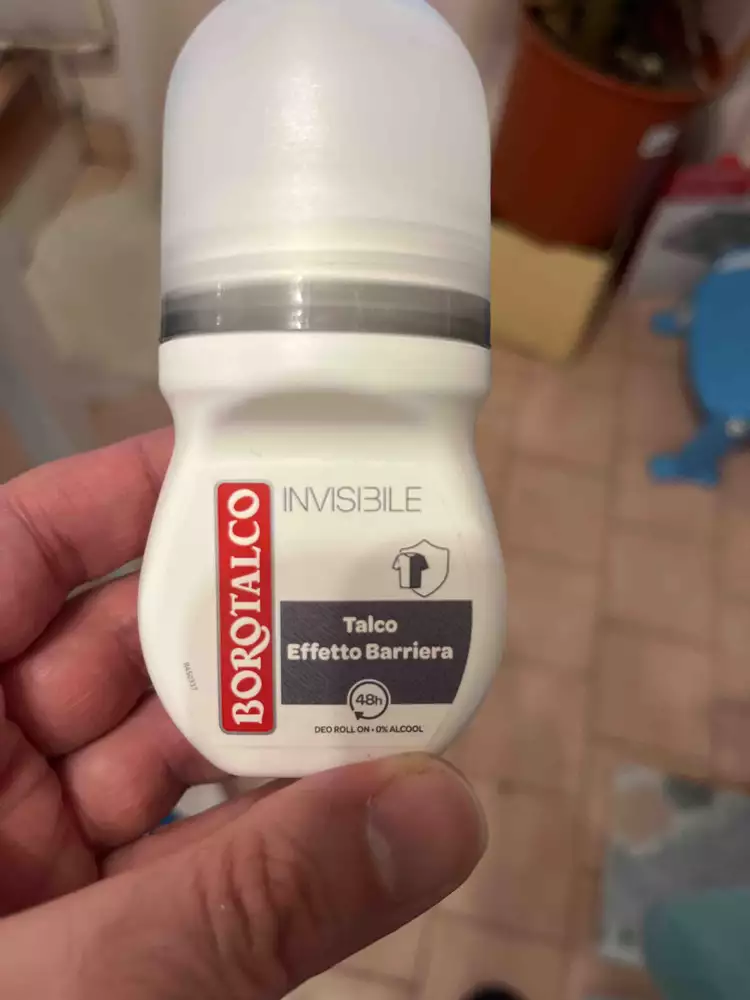 BOROTALCO
INVISIBILE
Talco
Effetto Barriera
48h
DEO ROLL ON • 0% ALCOOL